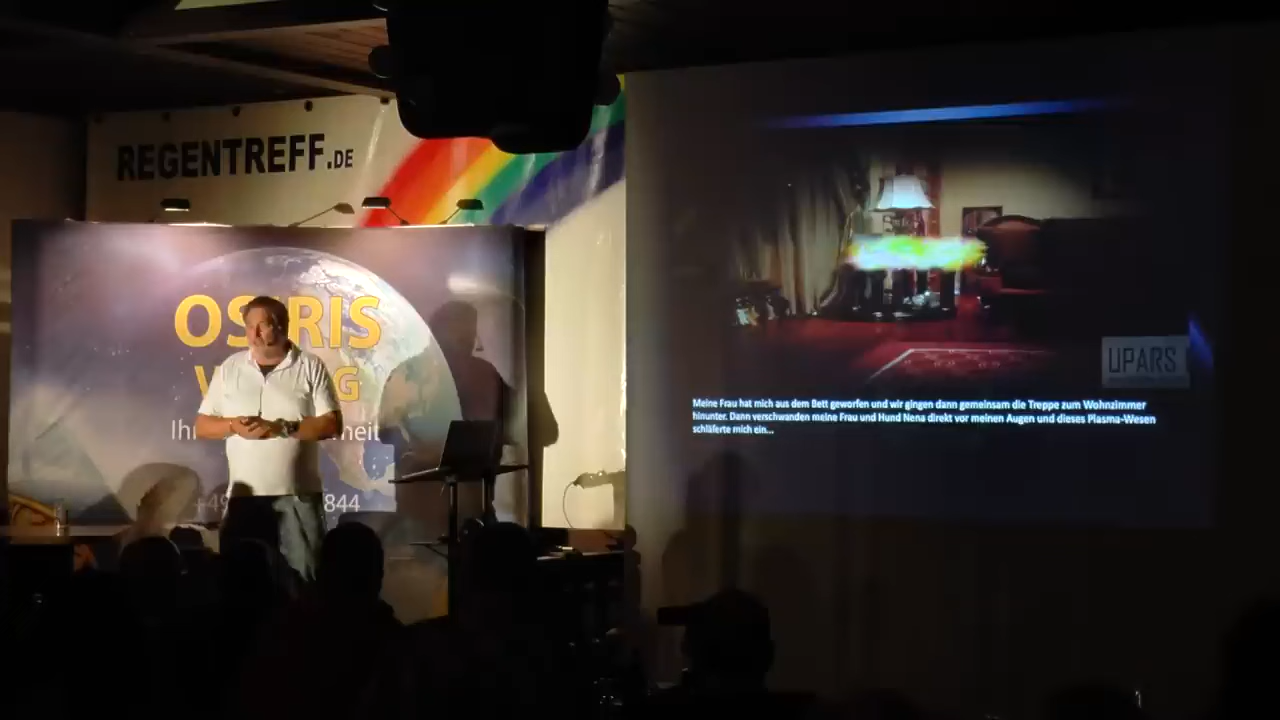 REGENTREFF.DE
OSIRIS
Ihr
heit
+49
844
UPARS
Meine Frau hat mich aus dem Bett geworfen und wir gingen dann gemeinsam die Treppe zum Wohnzimmer
hinunter. Dann verschwanden meine Frau und Hund Nena direkt vor meinen Augen und dieses Plasma-Wesen
schläferte mich ein...